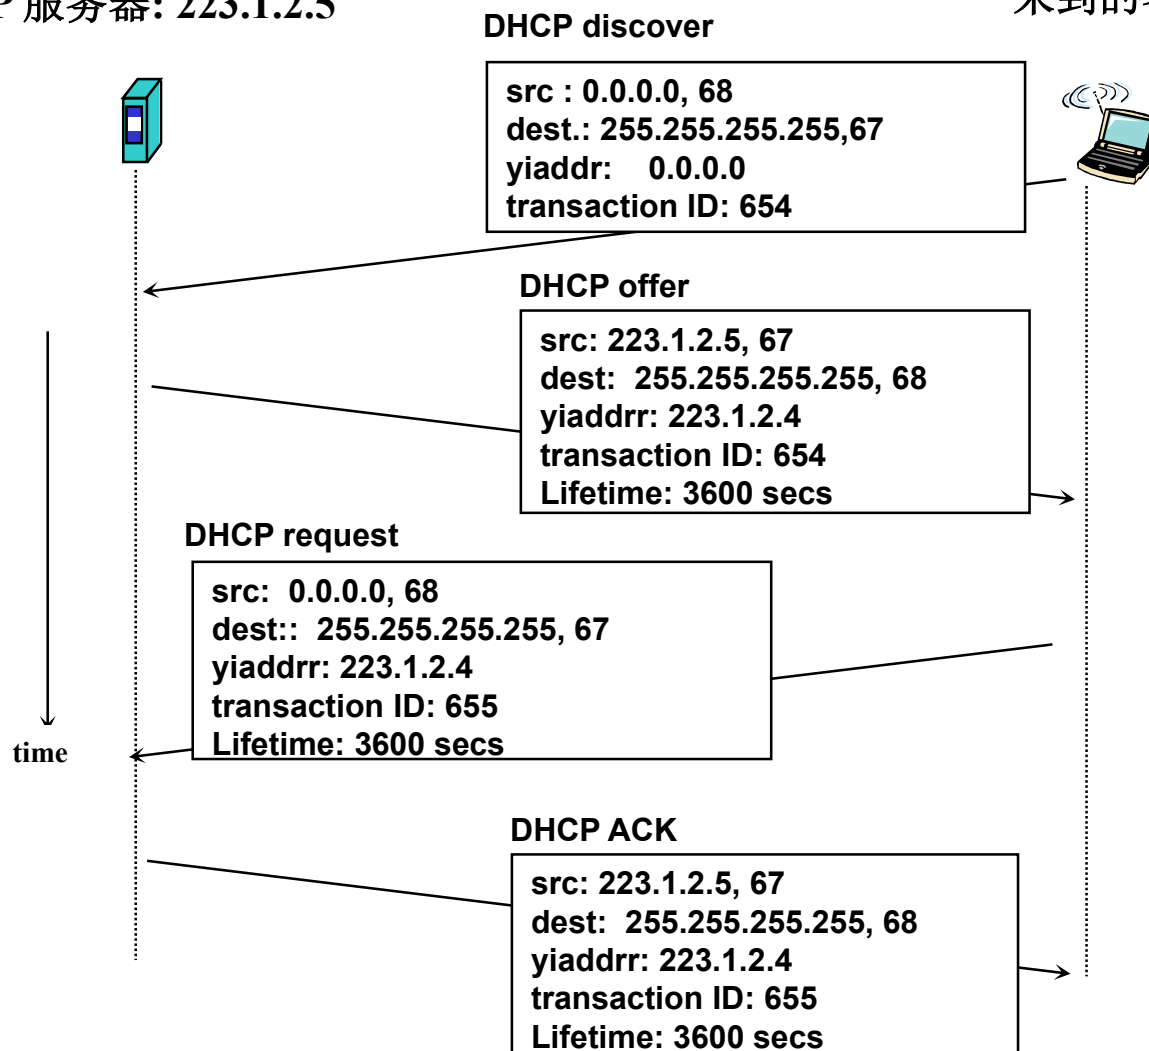 P 服务器: 223.1.2.5
DHCP discover
src : 0.0.0.0, 68
dest.: 255.255.255.255,67
yiaddr: 0.0.0.0
transaction ID: 654
DHCP offer
src: 223.1.2.5, 67
dest: 255.255.255.255, 68
yiaddrr: 223.1.2.4
transaction ID: 654
Lifetime: 3600 secs
DHCP request
src: 0.0.0.0, 68
dest:: 255.255.255.255, 67
yiaddrr: 223.1.2.4
transaction ID: 655
Lifetime: 3600 secs
time
DHCP ACK
src: 223.1.2.5, 67
dest: 255.255.255.255, 68
yiaddrr: 223.1.2.4
transaction ID: 655
Lifetime: 3600 secs